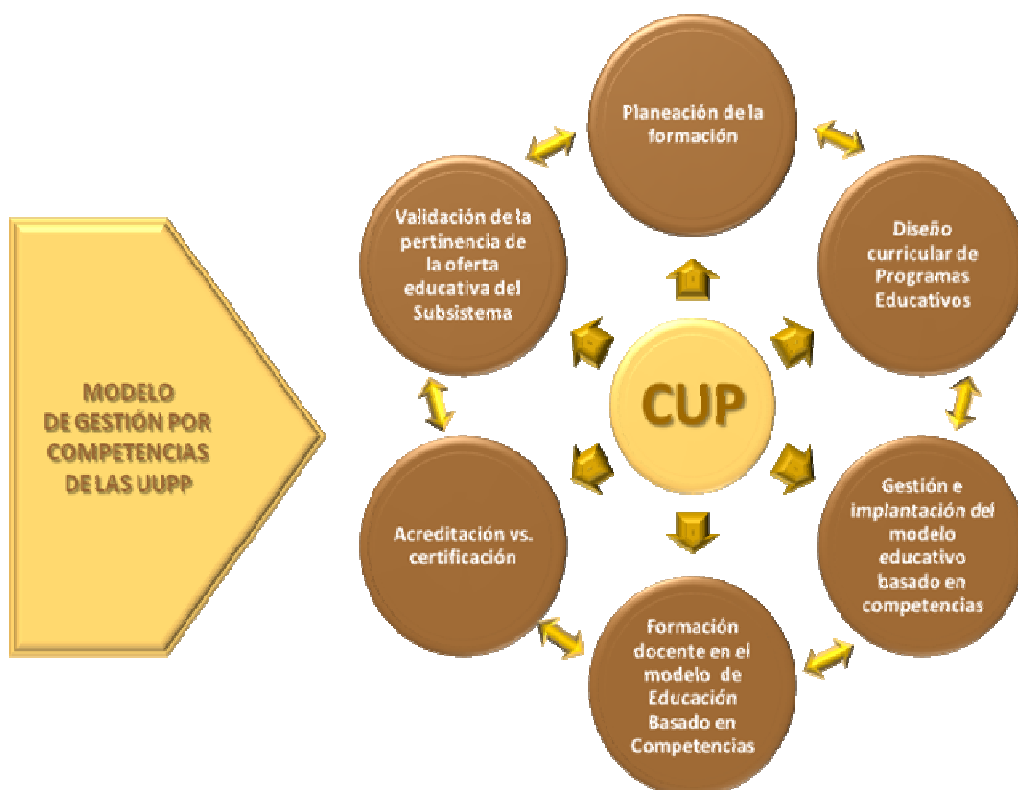 MODELO
DE GESTIÓN POR
COMPETENCIAS
DE LAS UUPP
Planeación de la
formación
Validación de la
pertinencia de
la oferta
educativa del
Subsistema
Diseño
curricular de
Programas
Educativos
CUP
Acreditación vs.
certificación
Gestión e
implantación del
modelo
educativo
basado en
competencias
Formación
docente en el
modelo de
Educación
Basado en
Competencias